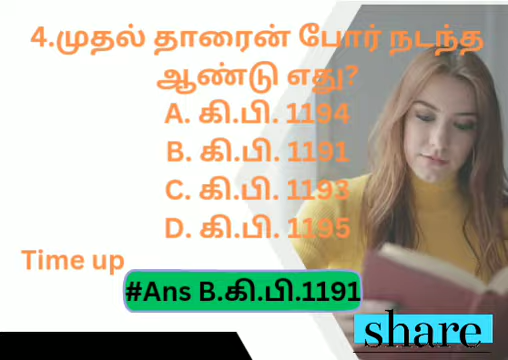 4.முதல் தாரைன் போர் நடந்த
ஆண்டு எது?
A. கி.பி. 1194
B. கி.பி. 1191
C. கி.பி. 1193
D. கி.பி. 1195
Time up
#Ans B.கி.பி.1191
share